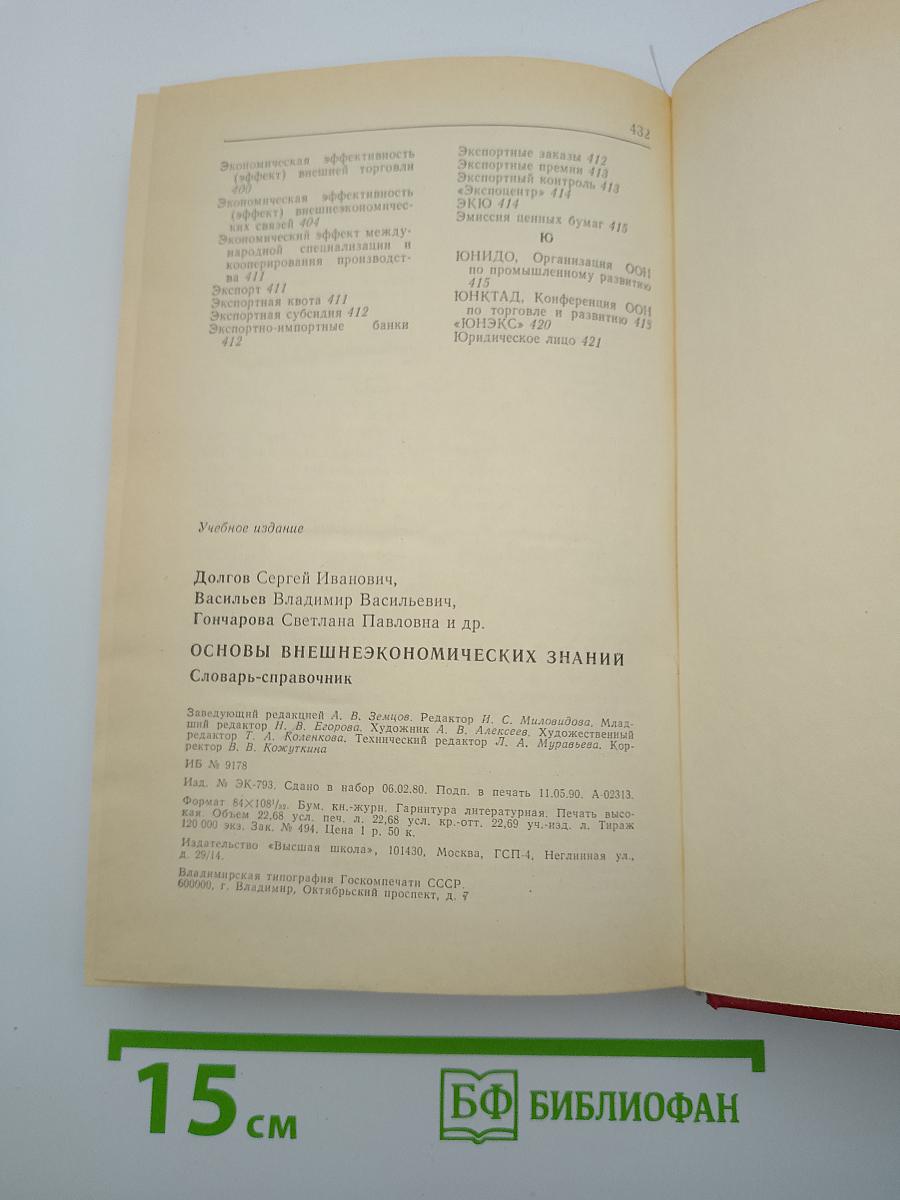 432
Экономическая эффективность
(эффект) внешней торговли
400
Экономическая эффективность
(эффект) внешнеэкономичес-
ких связей 404
Экономический эффект между-
народной специализации и
кооперирования производст-
ва 411
Экспорт 411
Экспортная квота 411
Экспортная субсидия 412
Экспортно-импортные банки
412
Экспортные заказы 412
Экспортные премии 413
Экспортный контроль 413
«Экспоцентр» 414
ЭКЮ 414
Эмиссия ценных бумаг 415
Ю
ЮНИДО, Организация ООН
по промышленному развитию
415
ЮНКТАД, Конференция ООН
по торговле и развитию 418
«ЮНЭКС» 420
Юридическое лицо 421
Учебное издание
Долгов Сергей Иванович,
Васильев Владимир Васильевич,
Гончарова Светлана Павловна и др.
ОСНОВЫ ВНЕШНЕЭКОНОМИЧЕСКИХ ЗНАНИЙ
Словарь-справочник
Заведующий редакцией А. В. Земцов. Редактор И. С. Миловидова. Млад-
ший редактор Н. В. Егорова. Художник А. В. Алексеев. Художественный
редактор Т. А. Коленкова. Технический редактор Л. А. Муравьева. Кор-
ректор В. В. Кожуткина
ИБ № 9178
Изд. № ЭК-793. Сдано в набор 06.02.80. Подп. в печать 11.05.90. А-02313.
Формат 84×108¹/₃₂. Бум. кн.-журн. Гарнитура литературная. Печать высо-
кая. Объем 22,68 усл. печ. л. 22,68 усл. кр.-отт. 22,69 уч.-изд. л. Тираж
120 000 экз. Зак. № 494. Цена 1 р. 50 к.
Издательство «Высшая школа», 101430, Москва, ГСП-4, Неглинная ул.,
д. 29/14.
Владимирская типография Госкомпечати СССР.
600000, г. Владимир, Октябрьский проспект, д. 7
15 см
БФ БИБЛИОФАН